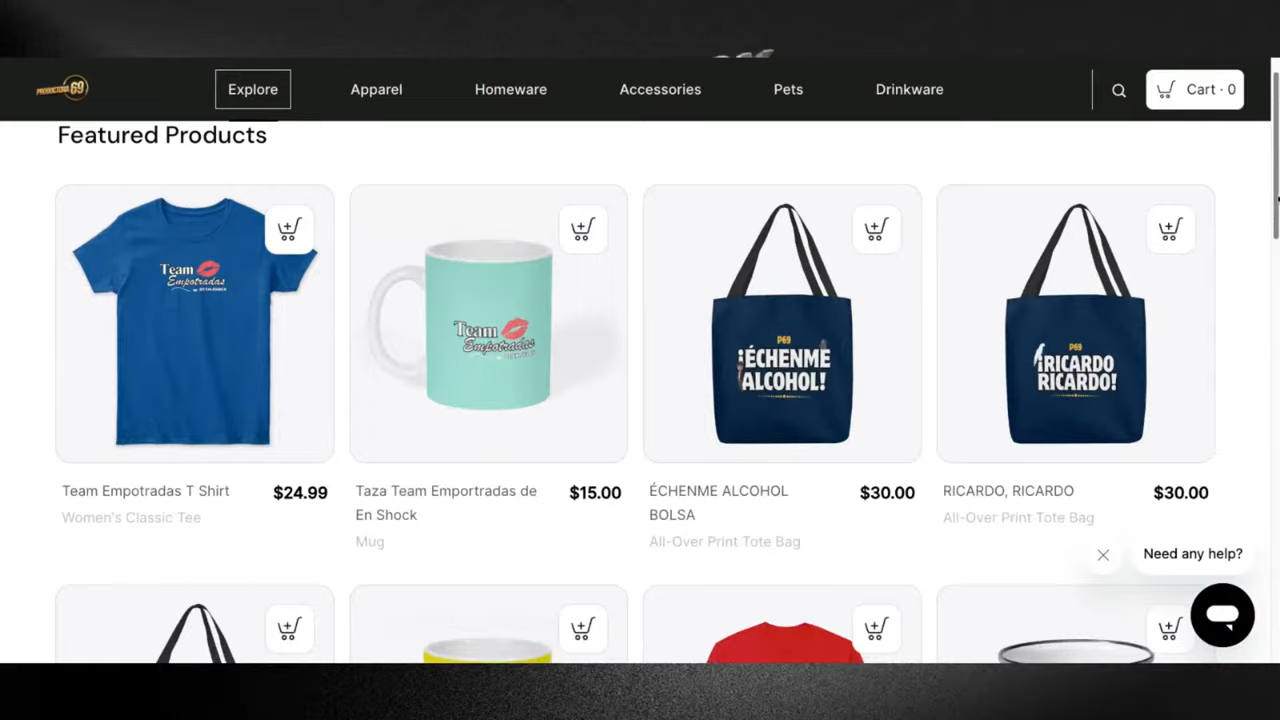 PRODUCTORA 69
Explore
Apparel
Homeware
Accessories
Pets
Drinkware
Cart · 0
Featured Products
Team
Empotradas
Team
Empotradas
P69
¡ÉCHENME
ALCOHOL!
P69
¡RICARDO
RICARDO!
Team Empotradas T Shirt
$24.99
Women's Classic Tee
Taza Team Emportradas de
En Shock
$15.00
Mug
ÉCHENME ALCOHOL
BOLSA
$30.00
All-Over Print Tote Bag
RICARDO, RICARDO
$30.00
All-Over Print Tote Bag
Need any help?